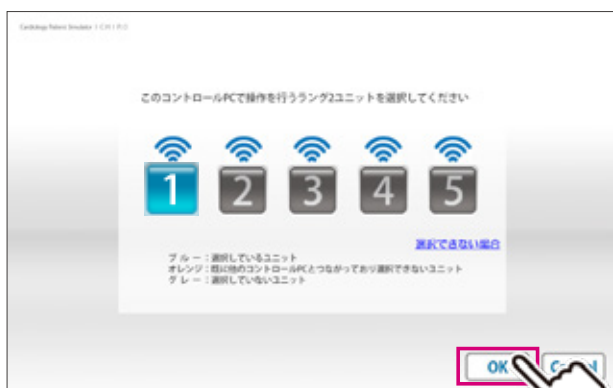 Cardiology Patient Simulator I C H I R O
このコントロールPCで操作を行うラング2ユニットを選択してください
1 2 3 4 5
選択できない場合
ブ ル ー：選択しているユニット
オレンジ：既に他のコントロールPCとつながっており選択できないユニット
グ レ ー：選択していないユニット
OK